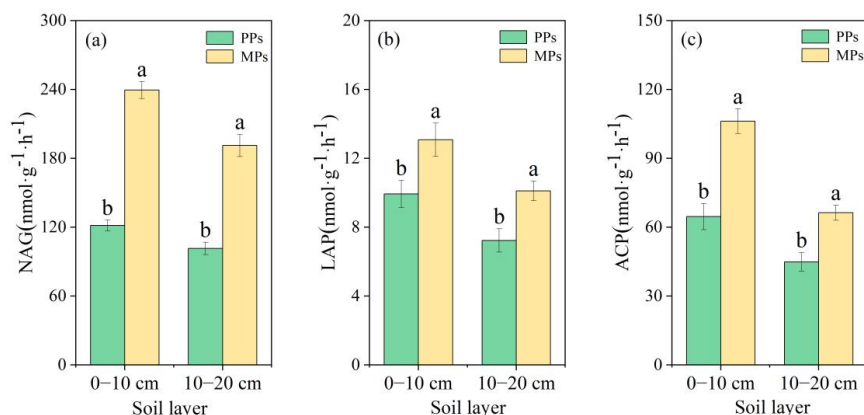 (a)
PPs
MPs
NAG(nmol·g⁻¹·h⁻¹)
300
240
180
120
60
0
b
a
b
a
0−10 cm
10−20 cm
Soil layer
(b)
PPs
MPs
LAP(nmol·g⁻¹·h⁻¹)
20
16
12
8
4
0
b
a
b
a
0−10 cm
10−20 cm
Soil layer
(c)
PPs
MPs
ACP(nmol·g⁻¹·h⁻¹)
150
120
90
60
30
0
b
a
b
a
0−10 cm
10−20 cm
Soil layer